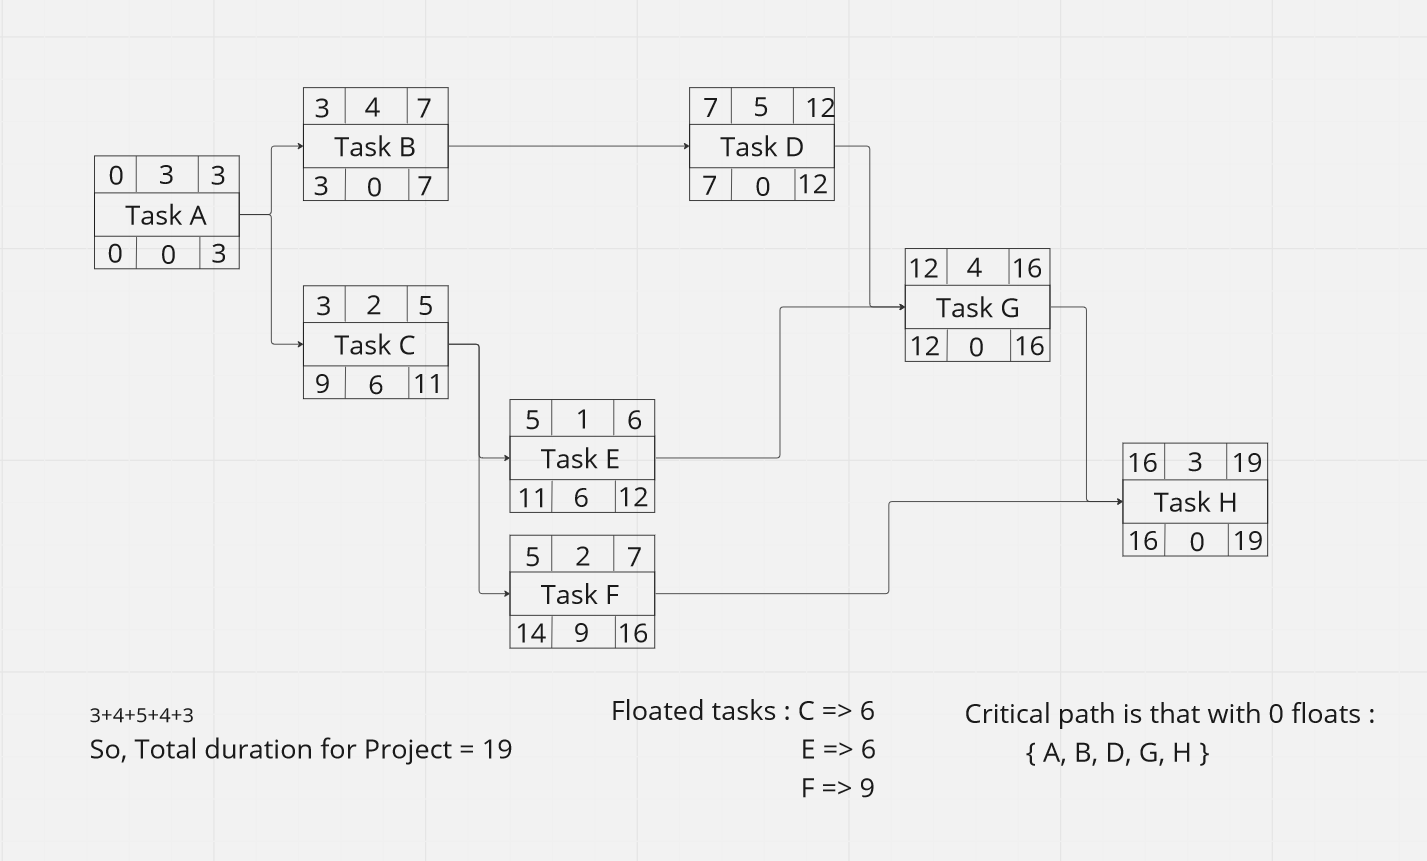 3 4 7
Task B
3 0 7
7 5 12
Task D
7 0 12
0 3 3
Task A
0 0 3
3 2 5
Task C
9 6 11
12 4 16
Task G
12 0 16
5 1 6
Task E
11 6 12
16 3 19
Task H
16 0 19
5 2 7
Task F
14 9 16
3+4+5+4+3
So, Total duration for Project = 19
Floated tasks : C => 6
E => 6
F => 9
Critical path is that with 0 floats :
{ A, B, D, G, H }